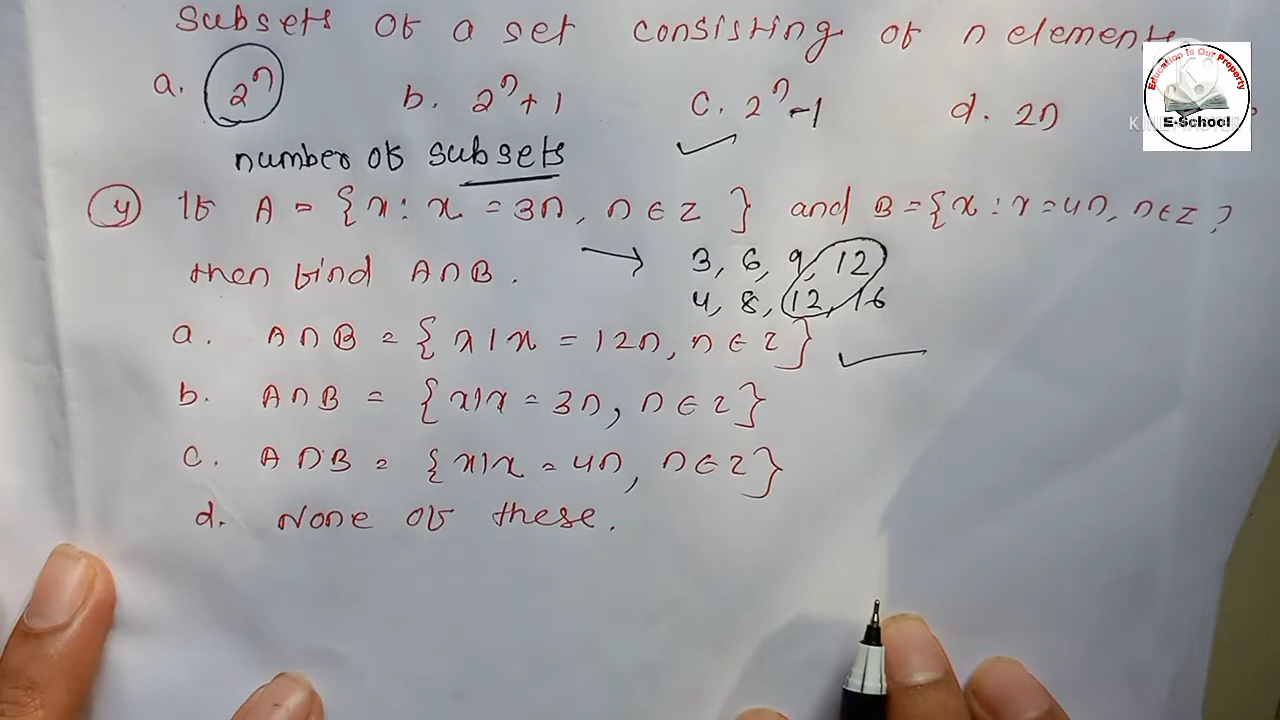 subsets of a set consisting of n elements
a. 2ⁿ b. 2ⁿ+1 c. 2ⁿ-1 d. 2n
number of subsets
4 If A = {x : x = 3n, n ∈ Z } and B = {x : x = 4n, n ∈ Z }
then find A∩B.
→ 3, 6, 9, 12
4, 8, 12, 16
a. A∩B = { x | x = 12n, n ∈ Z }
b. A∩B = { x | x = 3n, n ∈ Z }
c. A∩B = { x | x = 4n, n ∈ Z }
d. None of these.
Education Is Our Property
E-School